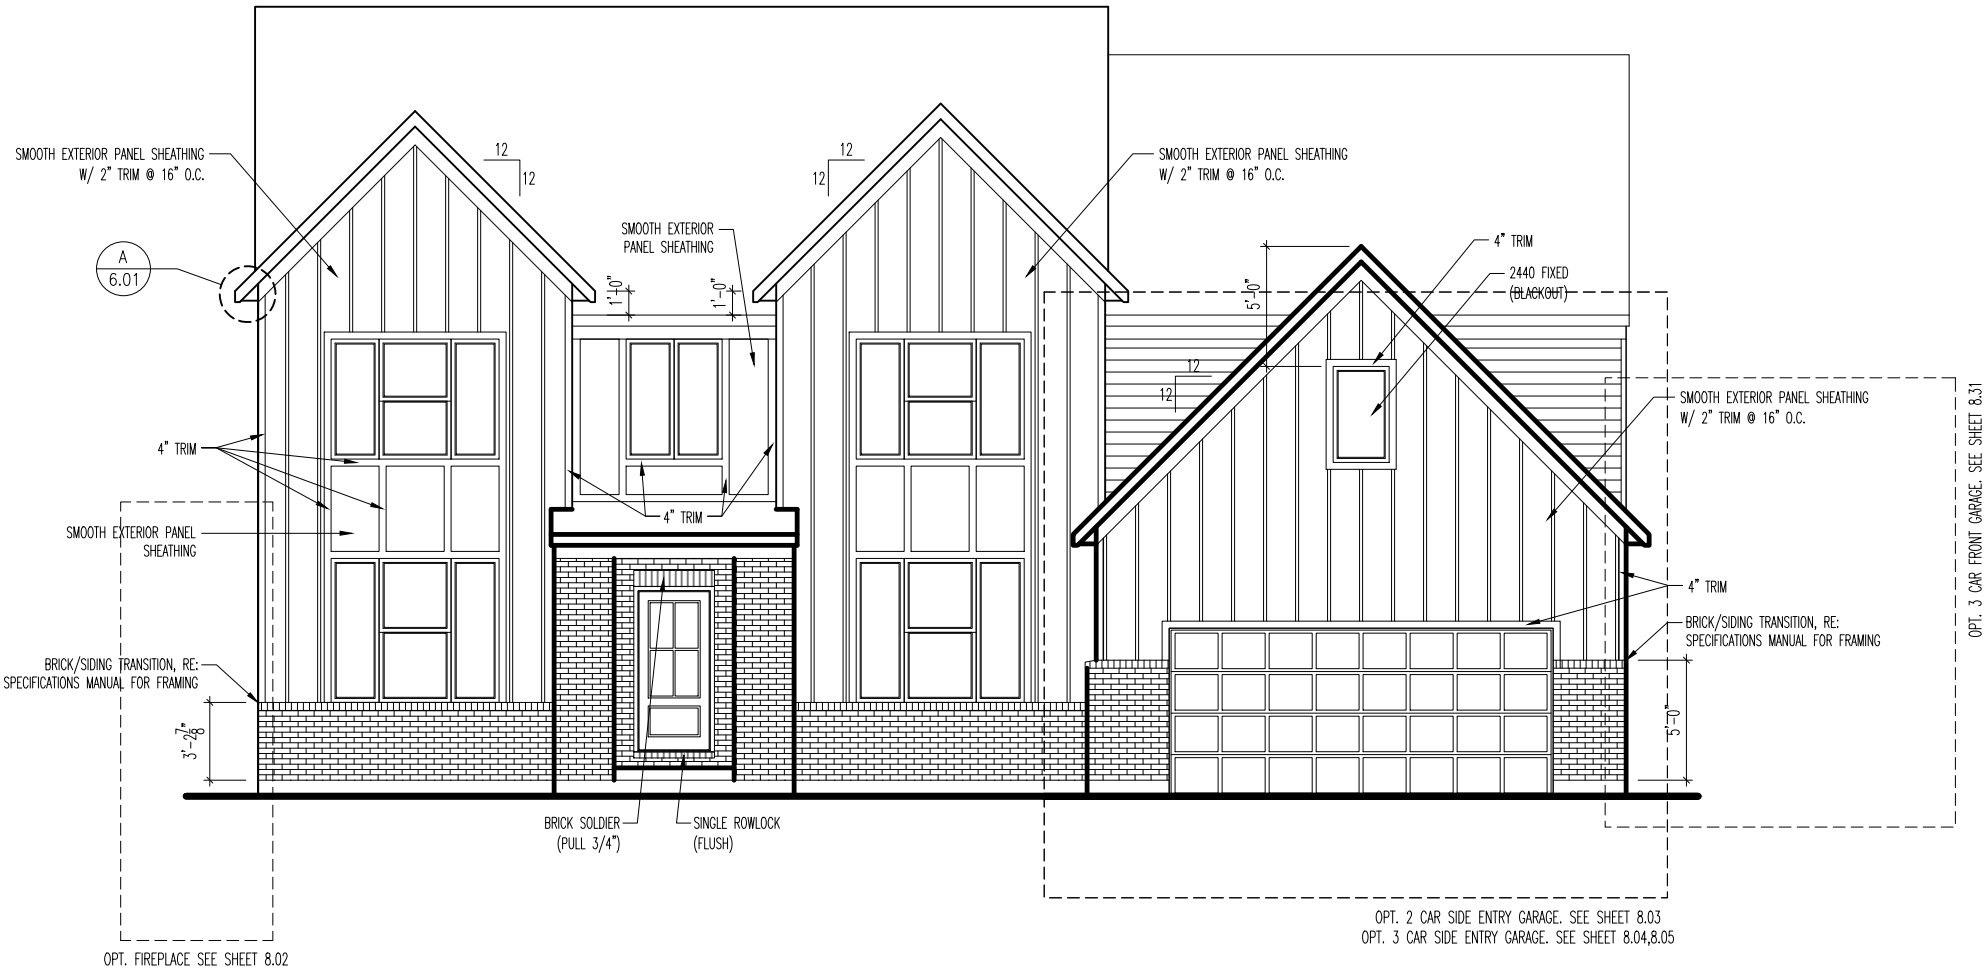 SMOOTH EXTERIOR PANEL SHEATHING
W/ 2" TRIM @ 16" O.C.
12
12
12
12
SMOOTH EXTERIOR PANEL SHEATHING
W/ 2" TRIM @ 16" O.C.
SMOOTH EXTERIOR
PANEL SHEATHING
A
6.01
1'-0"
1'-0"
5'-0"
4" TRIM
2440 FIXED
(BLACKOUT)
12
12
SMOOTH EXTERIOR PANEL SHEATHING
W/ 2" TRIM @ 16" O.C.
OPT. 3 CAR FRONT GARAGE. SEE SHEET 8.31
4" TRIM
4" TRIM
SMOOTH EXTERIOR PANEL
SHEATHING
4" TRIM
BRICK/SIDING TRANSITION, RE:
SPECIFICATIONS MANUAL FOR FRAMING
BRICK/SIDING TRANSITION, RE:
SPECIFICATIONS MANUAL FOR FRAMING
3'-2 7/8"
5'-0"
BRICK SOLDIER
(PULL 3/4")
SINGLE ROWLOCK
(FLUSH)
OPT. 2 CAR SIDE ENTRY GARAGE. SEE SHEET 8.03
OPT. 3 CAR SIDE ENTRY GARAGE. SEE SHEET 8.04,8.05
OPT. FIREPLACE SEE SHEET 8.02